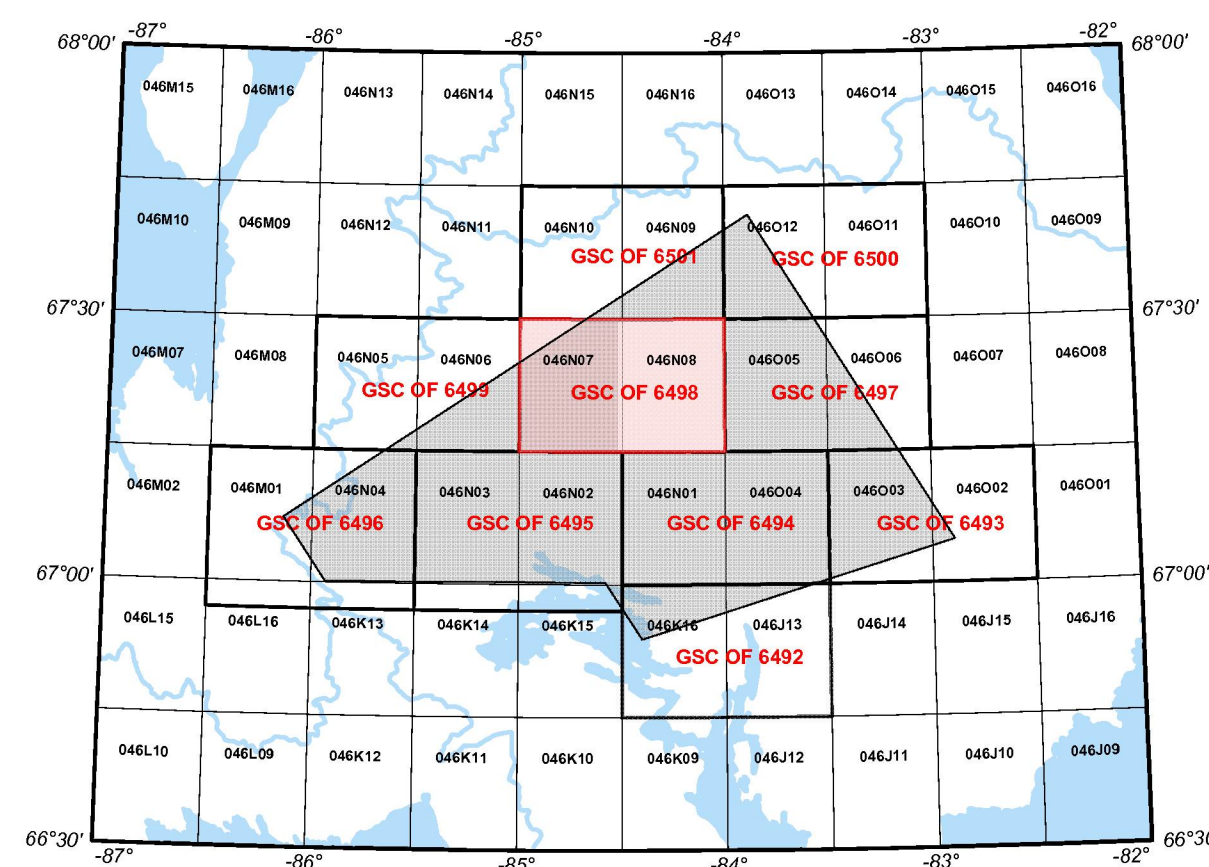 -87° -86° -85° -84° -83° -82°
68°00' 68°00'
046M15 046M16 046N13 046N14 046N15 046N16 046O13 046O14 046O15 046O16
046M10 046M09 046N12 046N11 046N10 046N09 046O12 046O11 046O10 046O09
GSC OF 6501 GSC OF 6500
67°30' 67°30'
046M07 046M08 046N05 046N06 046N07 046N08 046O05 046O06 046O07 046O08
GSC OF 6499 GSC OF 6498 GSC OF 6497
046M02 046M01 046N04 046N03 046N02 046N01 046O04 046O03 046O02 046O01
GSC OF 6496 GSC OF 6495 GSC OF 6494 GSC OF 6493
67°00' 67°00'
046L15 046L16 046K13 046K14 046K15 046K16 046J13 046J14 046J15 046J16
GSC OF 6492
046L10 046L09 046K12 046K11 046K10 046K09 046J12 046J11 046J10 046J09
66°30' 66°30
-87° -86° -85° -84° -83° -82°